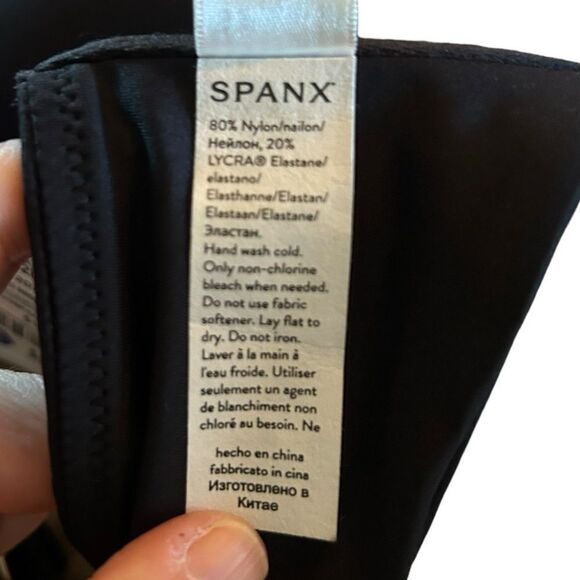 SPANX
80% Nylon/nailon/
Нейлон, 20%
LYCRA® Elastane/
elastano/
Elasthanne/Elastan/
Elastaan/Elastane/
Эластан.
Hand wash cold.
Only non-chlorine
bleach when needed.
Do not use fabric
softener. Lay flat to
dry. Do not iron.
Laver à la main à
l'eau froide. Utiliser
seulement un agent
de blanchiment non
chloré au besoin. Ne
hecho en china
fabbricato in cina
Изготовлено в
Китае